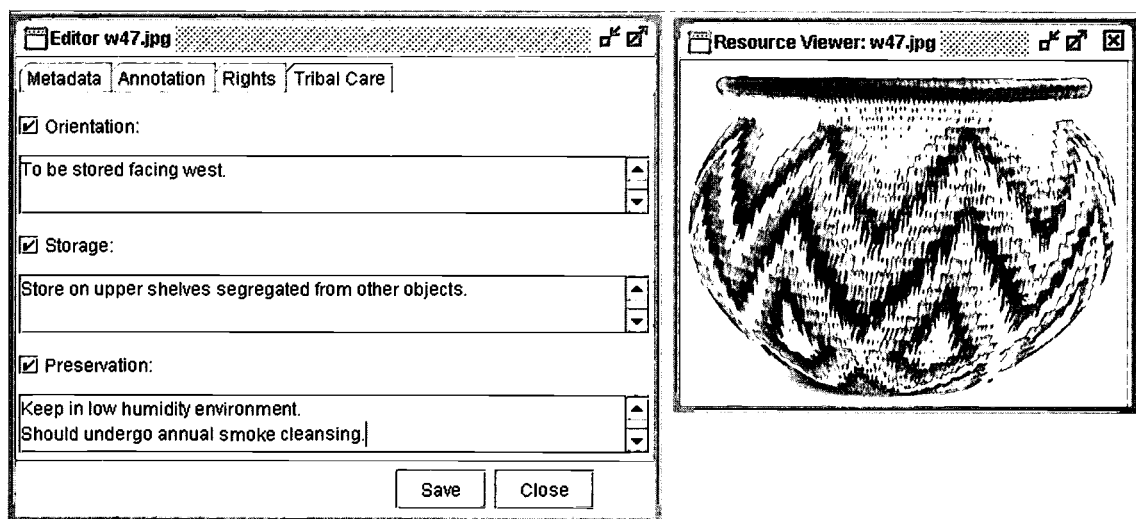 Editor w47.jpg
Metadata Annotation Rights Tribal Care
Orientation:
To be stored facing west.
Storage:
Store on upper shelves segregated from other objects.
Preservation:
Keep in low humidity environment.
Should undergo annual smoke cleansing.
Save Close
Resource Viewer: w47.jpg